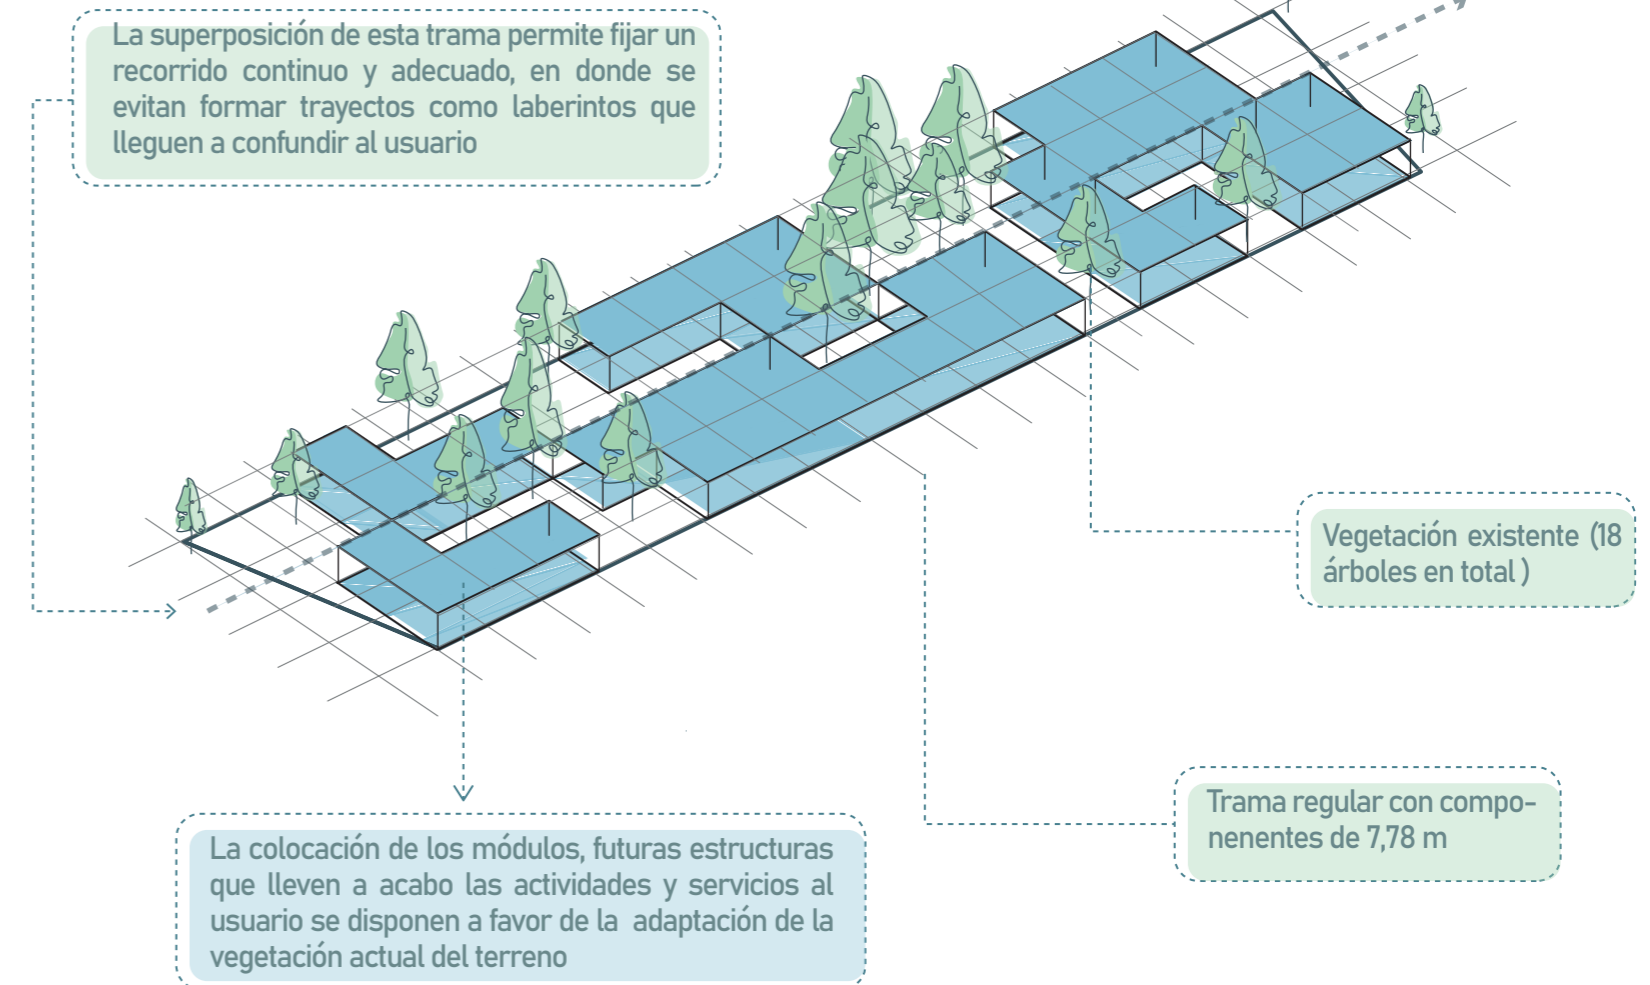 La superposición de esta trama permite fijar un
recorrido continuo y adecuado, en donde se
evitan formar trayectos como laberintos que
lleguen a confundir al usuario
Vegetación existente (18
árboles en total )
Trama regular con compo-
nenentes de 7,78 m
La colocación de los módulos, futuras estructuras
que lleven a acabo las actividades y servicios al
usuario se disponen a favor de la adaptación de la
vegetación actual del terreno